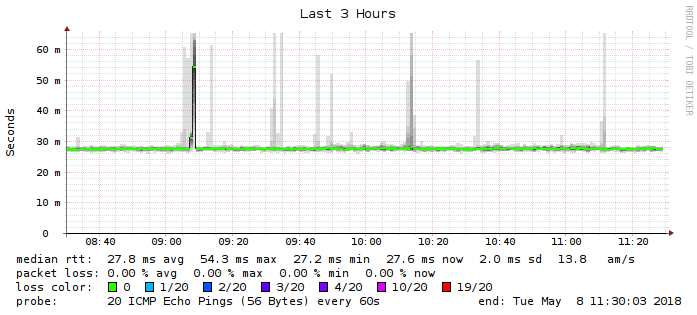 Last 3 Hours
RRDTOOL / TOBI OETIKER
Seconds
60 m
50 m
40 m
30 m
20 m
10 m
0
08:40 09:00 09:20 09:40 10:00 10:20 10:40 11:00 11:20
median rtt: 27.8 ms avg 54.3 ms max 27.2 ms min 27.6 ms now 2.0 ms sd 13.8 am/s
packet loss: 0.00 % avg 0.00 % max 0.00 % min 0.00 % now
loss color: 0 1/20 2/20 3/20 4/20 10/20 19/20
probe: 20 ICMP Echo Pings (56 Bytes) every 60s end: Tue May 8 11:30:03 2018